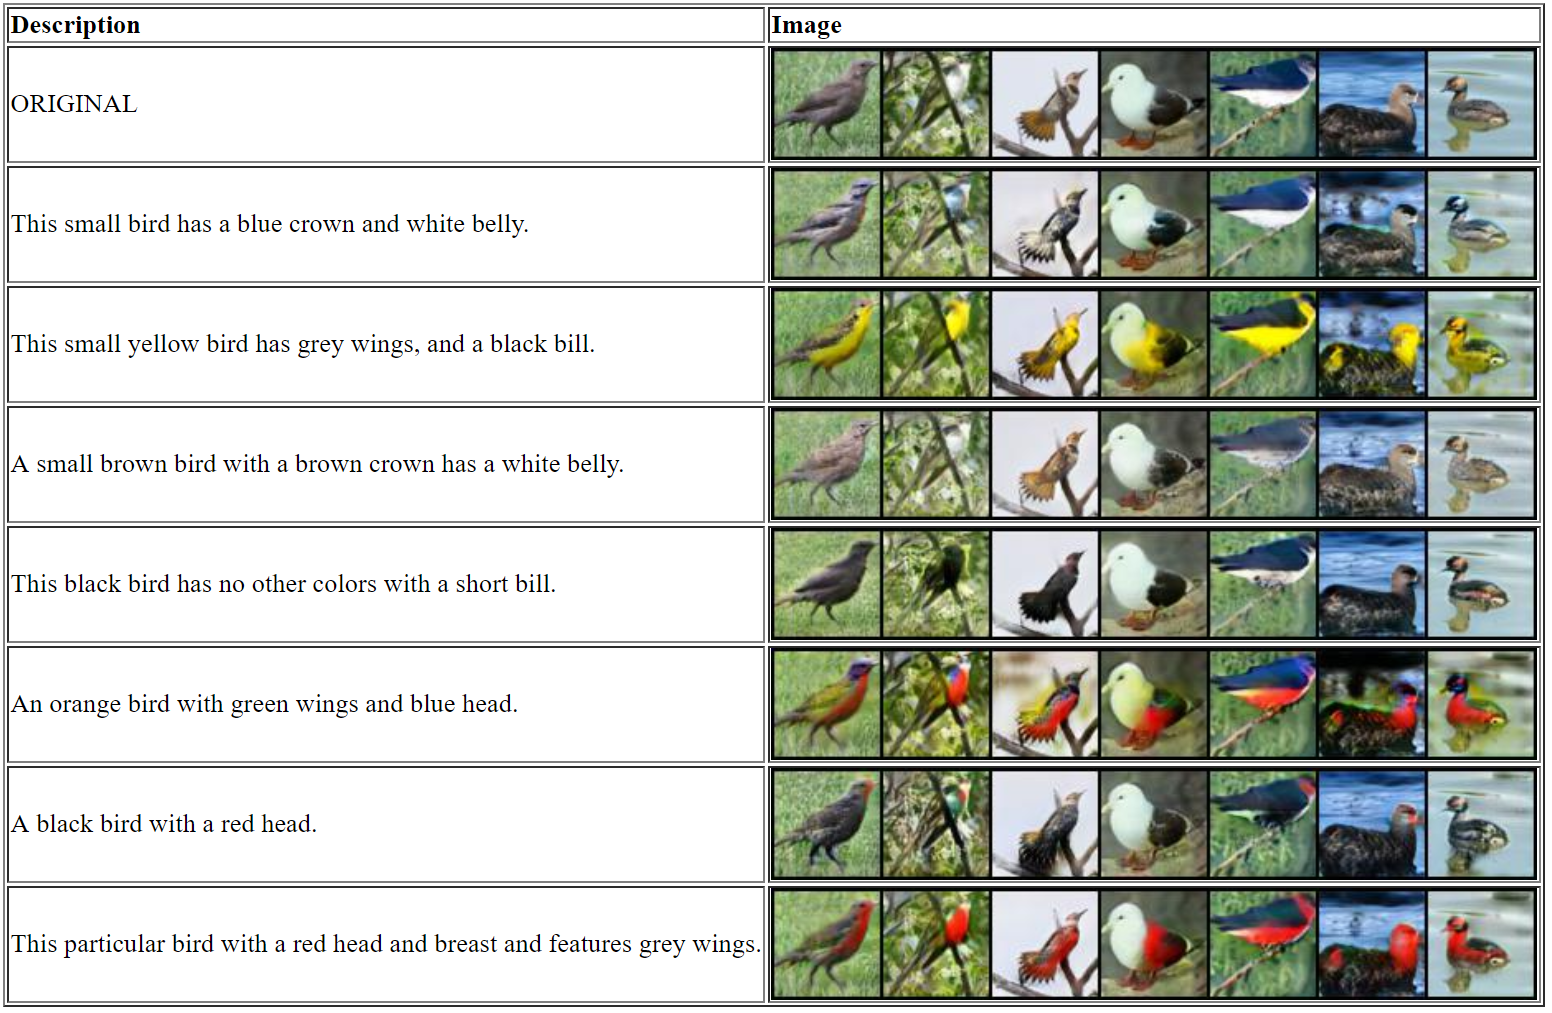 Description
Image
ORIGINAL
This small bird has a blue crown and white belly.
This small yellow bird has grey wings, and a black bill.
A small brown bird with a brown crown has a white belly.
This black bird has no other colors with a short bill.
An orange bird with green wings and blue head.
A black bird with a red head.
This particular bird with a red head and breast and features grey wings.